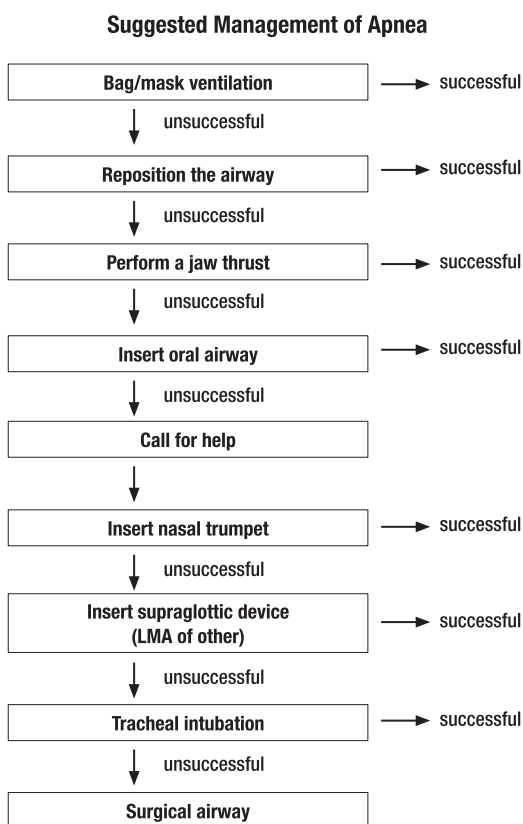 Suggested Management of Apnea
Bag/mask ventilation
successful
unsuccessful
Reposition the airway
successful
unsuccessful
Perform a jaw thrust
successful
unsuccessful
Insert oral airway
successful
unsuccessful
Call for help
Insert nasal trumpet
successful
unsuccessful
Insert supraglottic device
(LMA of other)
successful
unsuccessful
Tracheal intubation
successful
unsuccessful
Surgical airway